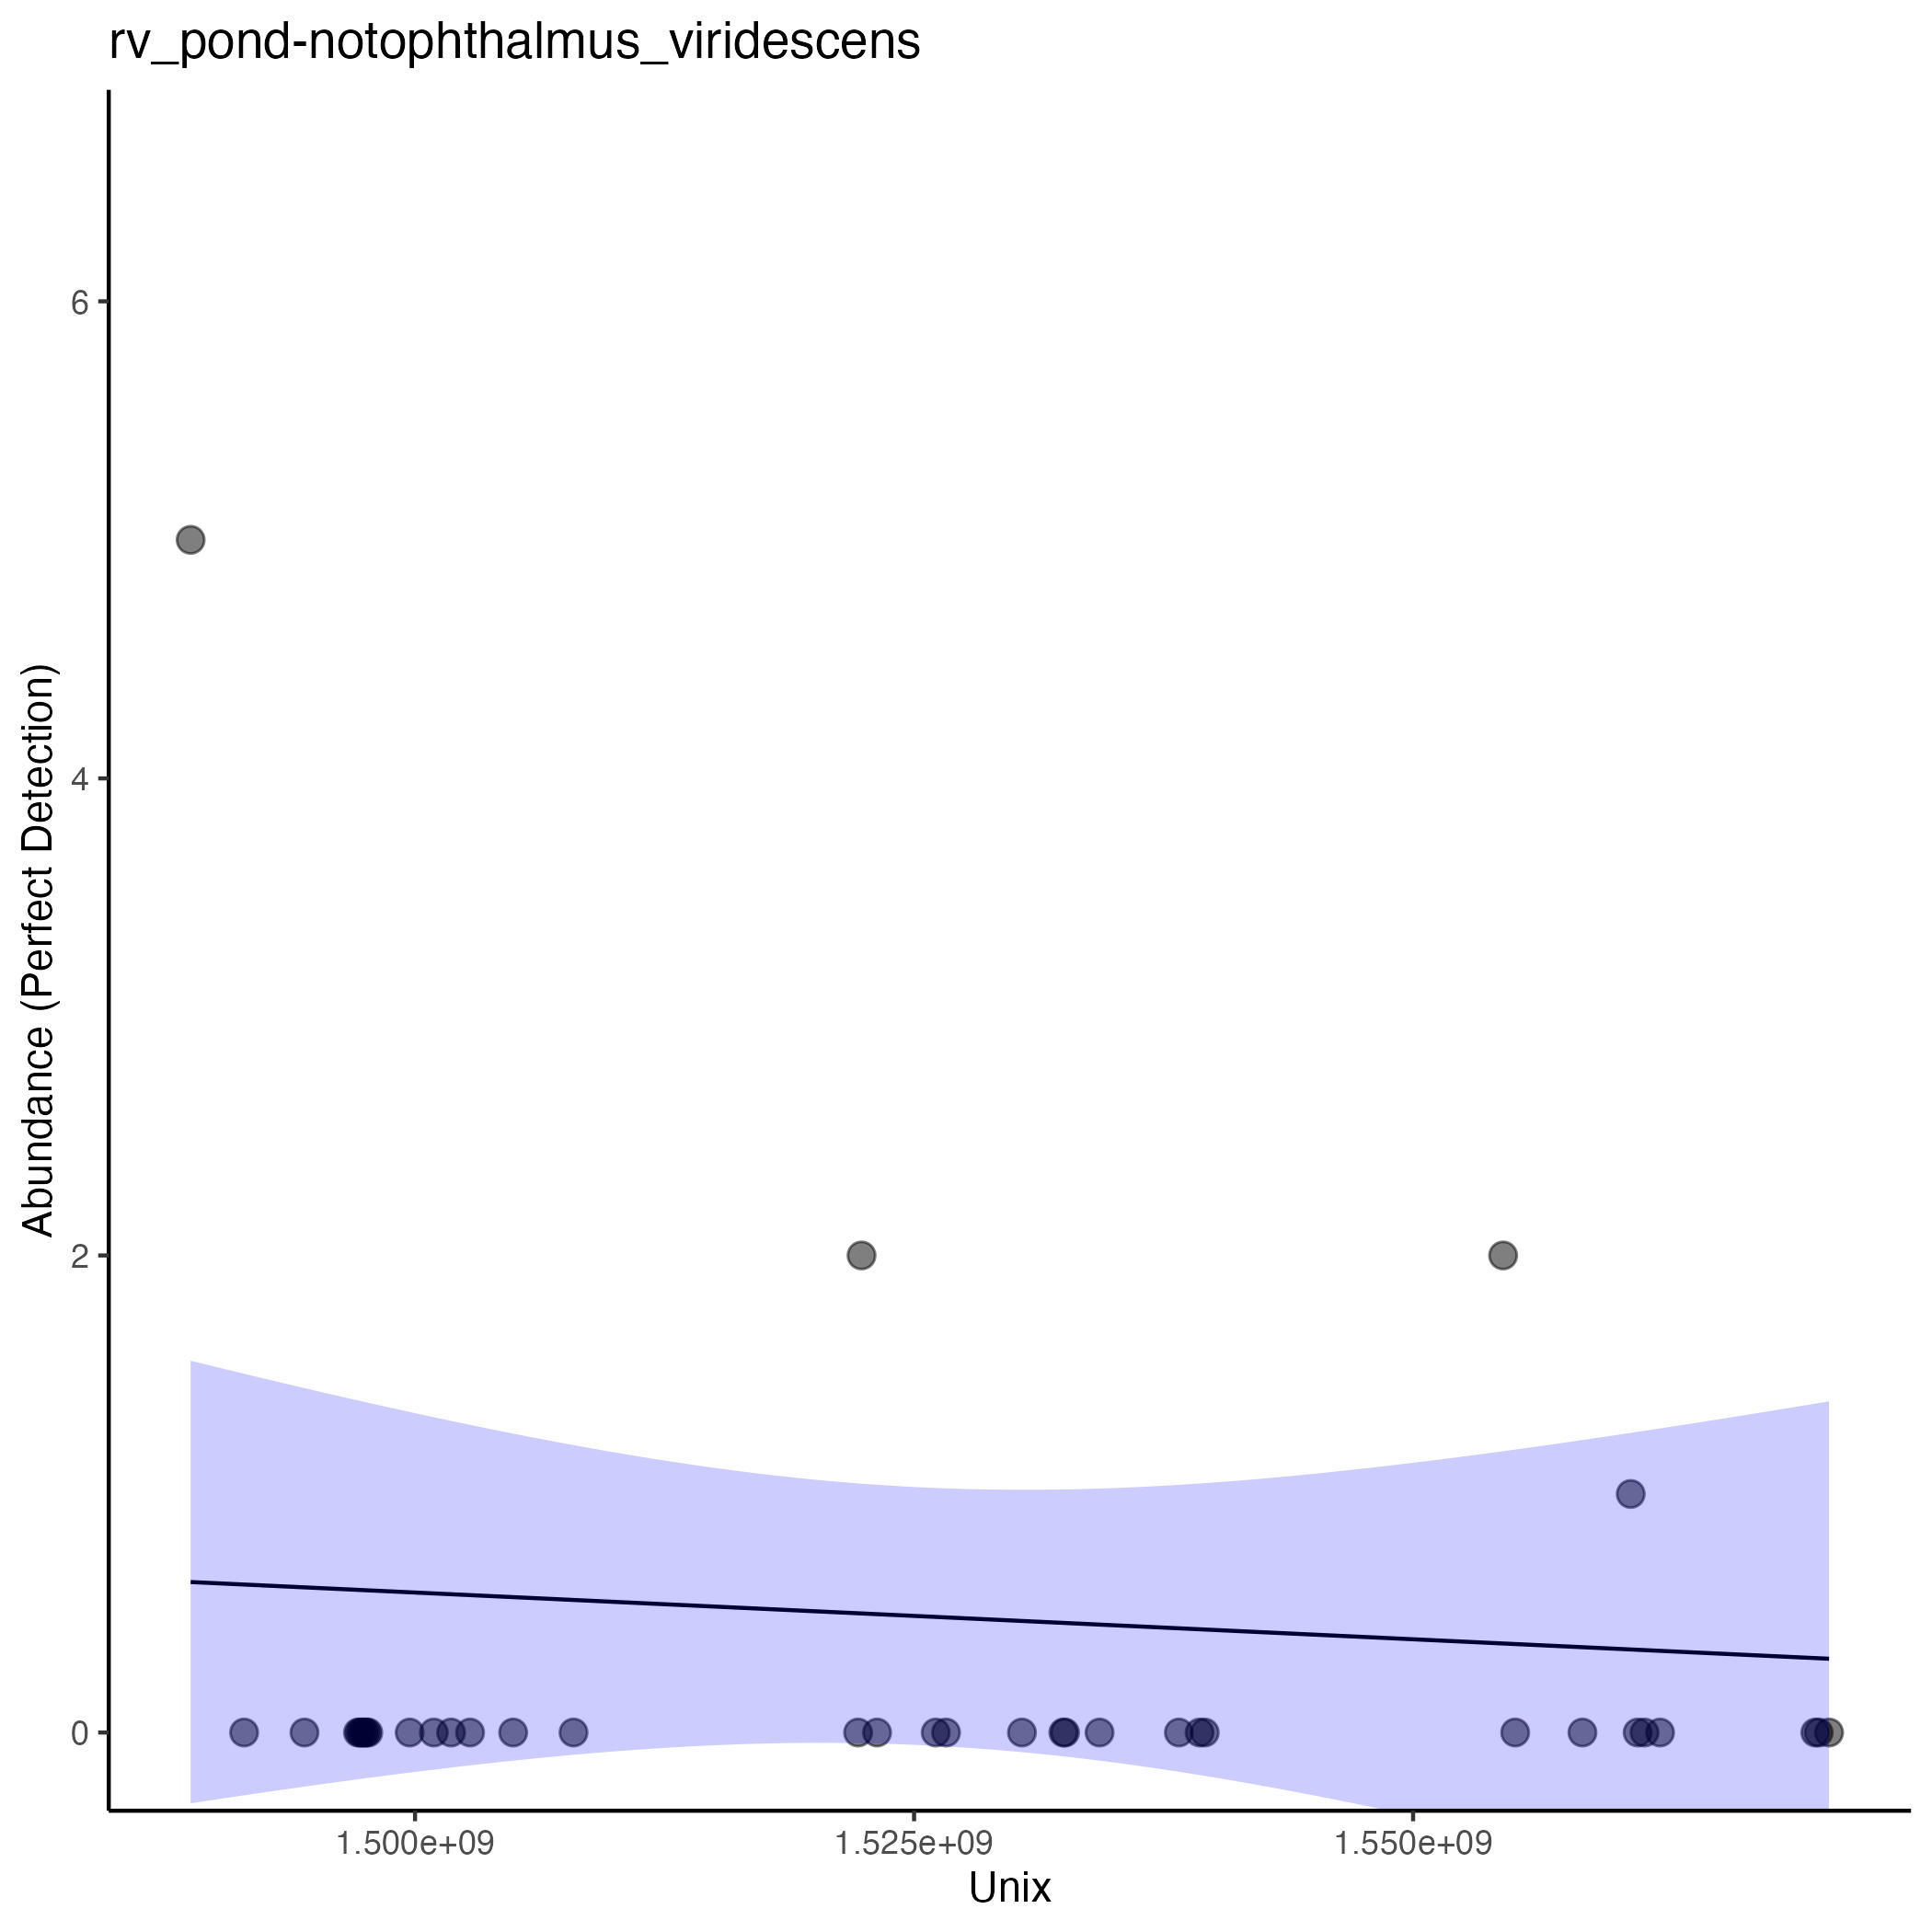 rv_pond-notophthalmus_viridescens
Abundance (Perfect Detection)
6
4
2
0
1.500e+09
1.525e+09
1.550e+09
Unix